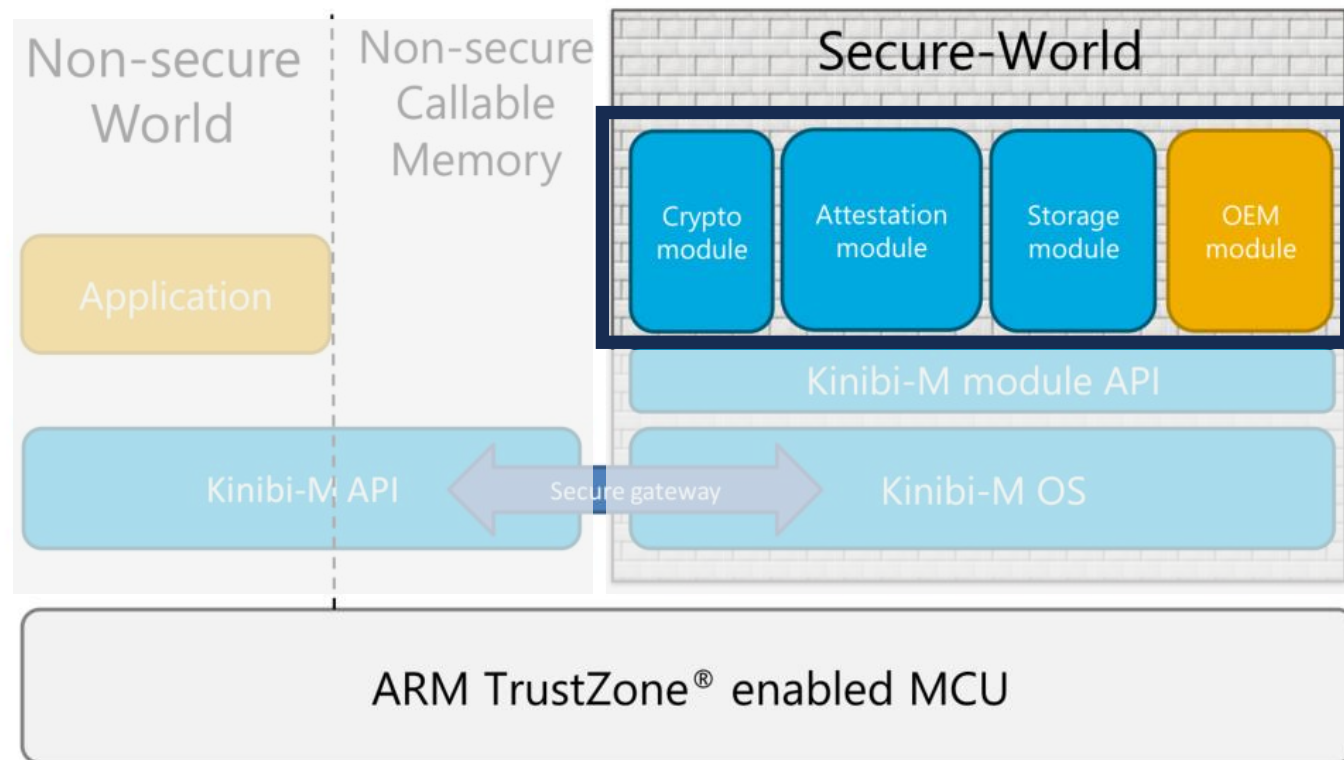 Non-secure
World
Non-secure
Callable
Memory
Secure-World
Crypto
module
Attestation
module
Storage
module
OEM
module
Application
Kinibi-M module API
Kinibi-M API
Secure gateway
Kinibi-M OS
ARM TrustZone® enabled MCU